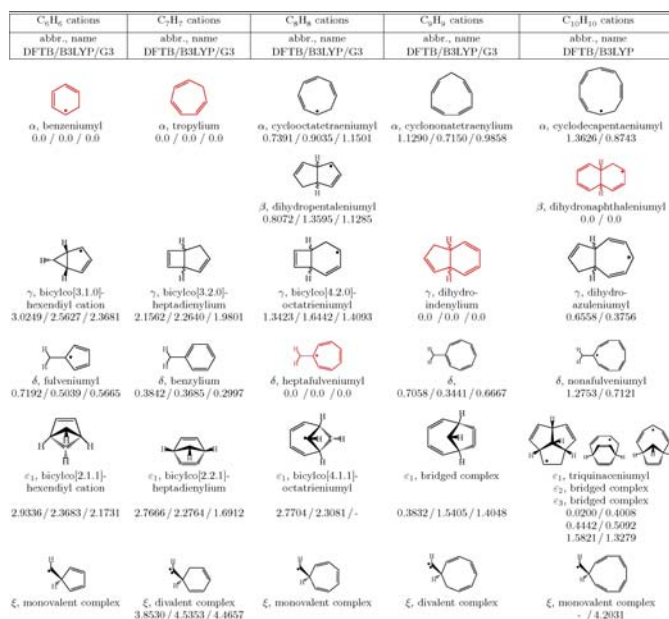 C₆H₆ cations C₇H₇ cations C₈H₈ cations C₉H₉ cations C₁₀H₁₀ cations
abbr., name abbr., name abbr., name abbr., name abbr., name
DFTB/B3LYP/G3 DFTB/B3LYP/G3 DFTB/B3LYP/G3 DFTB/B3LYP/G3 DFTB/B3LYP
α, benzeniumyl α, tropylium α, cyclooctatetraeniumyl α, cyclononatetraenylium α, cyclodecapentaeniumyl
0.0 / 0.0 / 0.0 0.0 / 0.0 / 0.0 0.7391 / 0.9035 / 1.1501 1.1290 / 0.7150 / 0.9858 1.3626 / 0.8743
H H
H H
β, dihydropentaleniumyl β, dihydronaphthaleniumyl
0.8072 / 1.3595 / 1.1285 0.0 / 0.0
H H H H H
H
H H H H H
γ, bicylco[3.1.0]- γ, bicylco[3.2.0]- γ, bicylco[4.2.0]- γ, dihydro- γ, dihydro-
hexendiyl cation heptadienylium octatrieniumyl indenylium azuleniumyl
3.0249 / 2.5627 / 2.3681 2.1562 / 2.2640 / 1.9801 1.3423 / 1.6442 / 1.4093 0.0 / 0.0 / 0.0 0.6558 / 0.3756
H H H H H
H H H H H
δ, fulveniumyl δ, benzylium δ, heptafulveniumyl δ, δ, nonafulveniumyl
0.7192 / 0.5039 / 0.5665 0.3842 / 0.3685 / 0.2997 0.0 / 0.0 / 0.0 0.7058 / 0.3441 / 0.6667 1.2753 / 0.7121
ε₁, bicylco[2.1.1]- ε₁, bicylco[2.2.1]- ε₁, bicylco[4.1.1]- ε₁, bridged complex ε₁, triquinaceniumyl
hexendiyl cation heptadienylium octatrieniumyl ε₂, bridged complex
ε₃, bridged complex
2.9336 / 2.3683 / 2.1731 2.7666 / 2.2764 / 1.6912 2.7704 / 2.3081 / - 0.3832 / 1.5405 / 1.4048 0.0200 / 0.4008
0.4442 / 0.5092
1.5821 / 1.3279
H H H H H
H H H H H
ξ, monovalent complex ξ, divalent complex ξ, monovalent complex ξ, divalent complex ξ, monovalent complex
3.8530 / 4.5353 / 4.4657 - / 4.2031